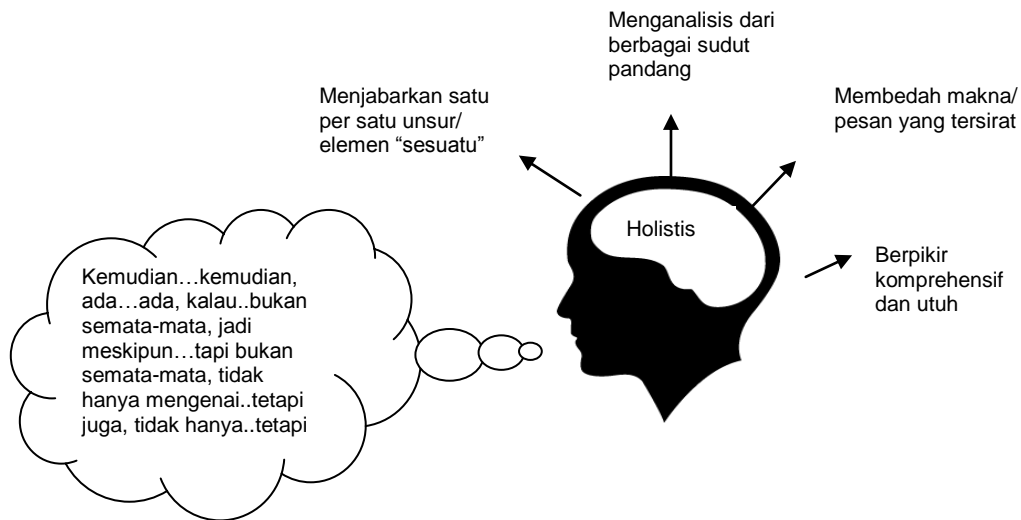 Menganalisis dari
berbagai sudut
pandang
Menjabarkan satu
per satu unsur/
elemen “sesuatu”
Membedah makna/
pesan yang tersirat
Holistis
Berpikir
komprehensif
dan utuh
Kemudian…kemudian,
ada…ada, kalau..bukan
semata-mata, jadi
meskipun…tapi bukan
semata-mata, tidak
hanya mengenai..tetapi
juga, tidak hanya..tetapi